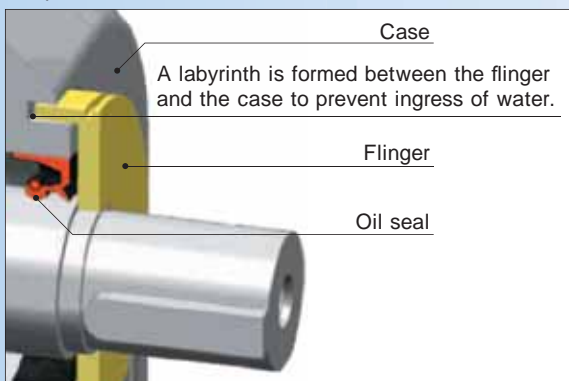 Case
A labyrinth is formed between the flinger
and the case to prevent ingress of water.
Flinger
Oil seal